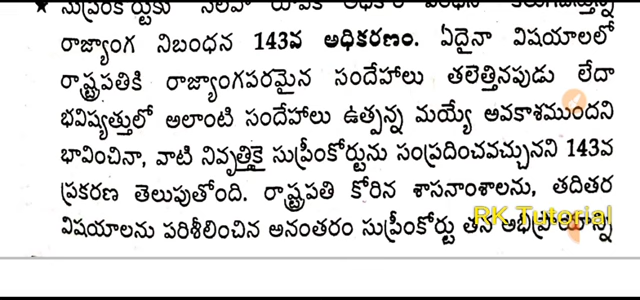 ★ సుప్రీంకోర్టుకు
రాజ్యాంగ నిబంధన 143వ అధికరణం. ఏదైనా విషయాలలో
రాష్ట్రపతికి రాజ్యాంగపరమైన సందేహాలు తలెత్తినపుడు లేదా
భవిష్యత్తులో అలాంటి సందేహాలు ఉత్పన్న మయ్యే అవకాశముందని
భావించినా, వాటి నివృత్తికై సుప్రీంకోర్టును సంప్రదించవచ్చునని 143వ
ప్రకరణ తెలుపుతోంది. రాష్ట్రపతి కోరిన శాసనాంశాలను, తదితర
విషయాలను పరిశీలించిన అనంతరం సుప్రీంకోర్టు తన అభిప్రాయాన్ని
RK Tutorial